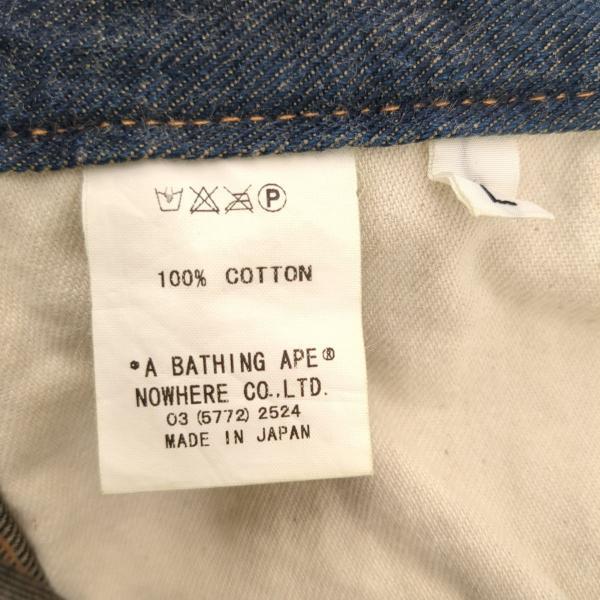 P
100% COTTON
*A BATHING APE®
NOWHERE CO.,LTD.
03 (5772) 2524
MADE IN JAPAN
L